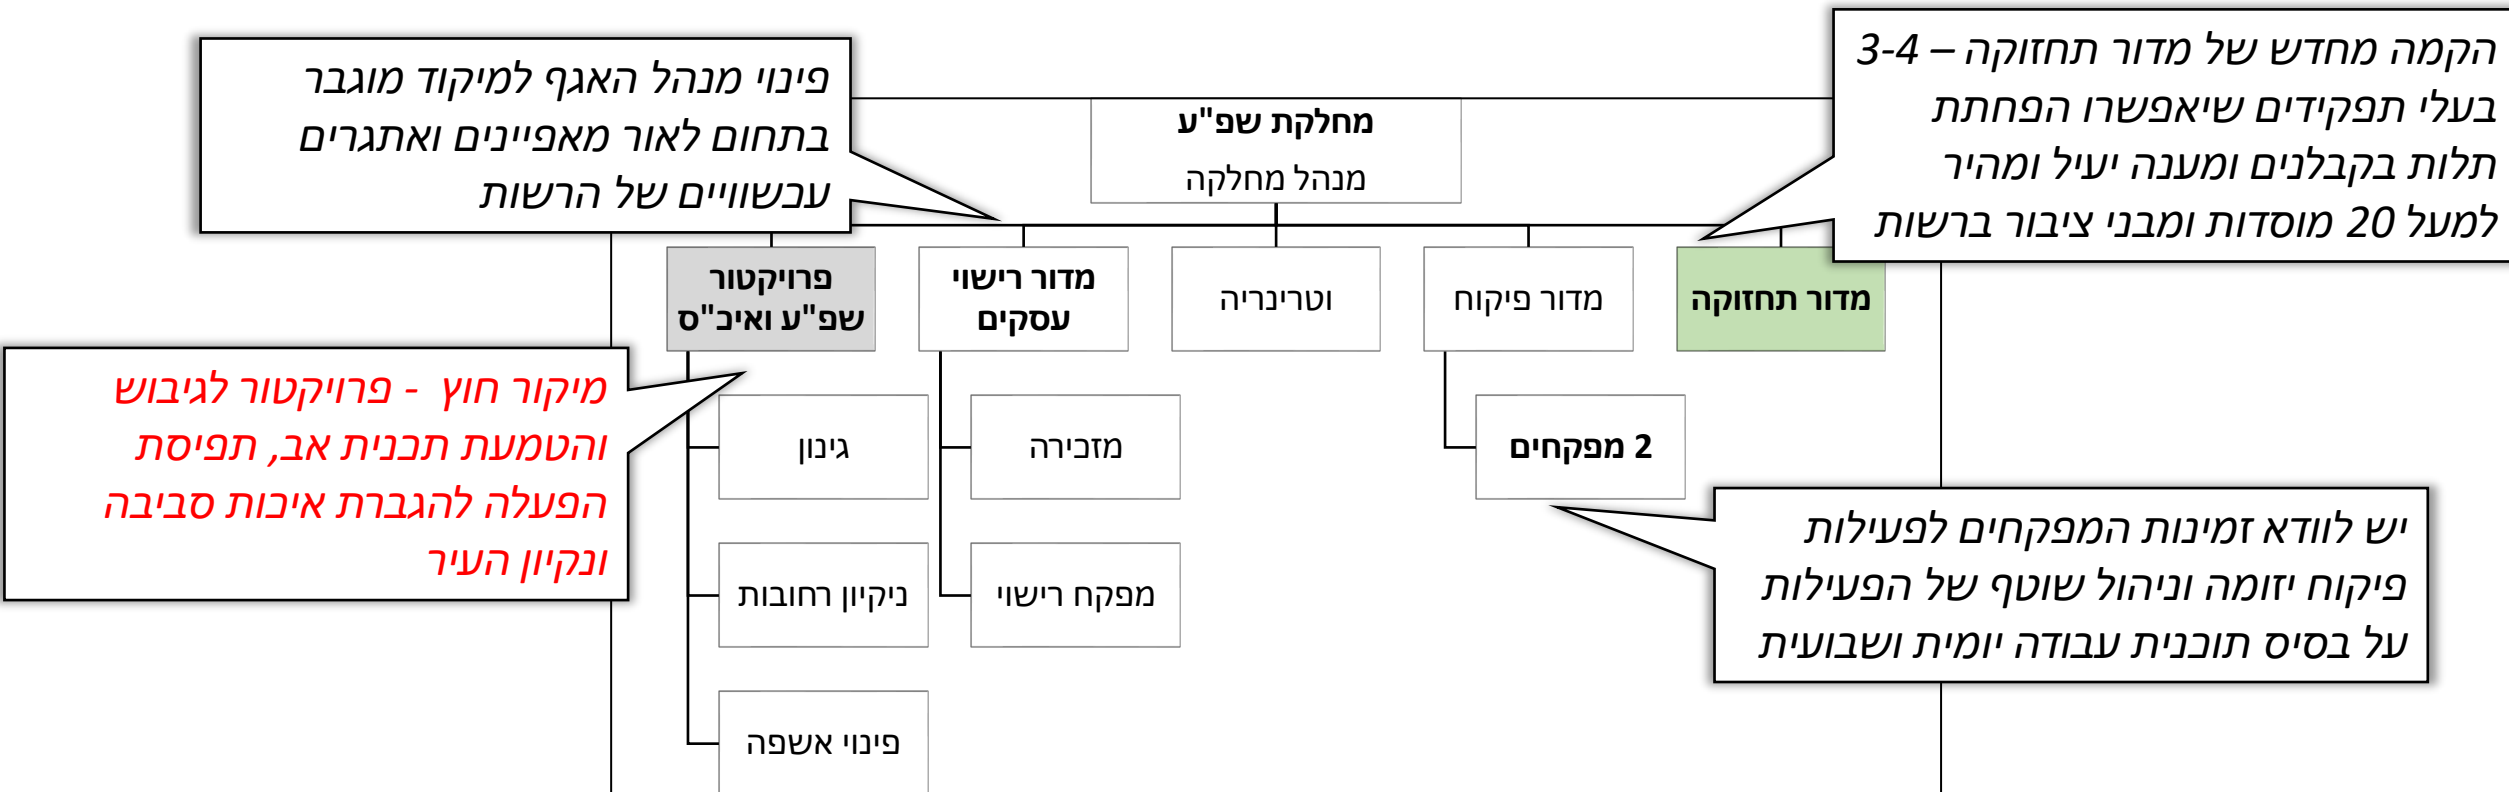 הקמה מחדש של מדור תחזוקה – 3-4
בעלי תפקידים שיאפשרו הפחתת
תלות בקבלנים ומענה יעיל ומהיר
למעל 20 מוסדות ומבני ציבור ברשות
פינוי מנהל האגף למיקוד מוגבר
בתחום לאור מאפיינים ואתגרים
עכשוויים של הרשות
מחלקת שפ"ע
מנהל מחלקה
מדור תחזוקה
מדור פיקוח
וטרינריה
מדור רישוי
עסקים
פרויקטור
שפ"ע ואיכ"ס
2 מפקחים
מזכירה
מפקח רישוי
גינון
ניקיון רחובות
פינוי אשפה
מיקור חוץ - פרויקטור לגיבוש
והטמעת תכנית אב, תפיסת
הפעלה להגברת איכות סביבה
ונקיון העיר
יש לוודא זמינות המפקחים לפעילות
פיקוח יזומה וניהול שוטף של הפעילות
על בסיס תוכנית עבודה יומית ושבועית